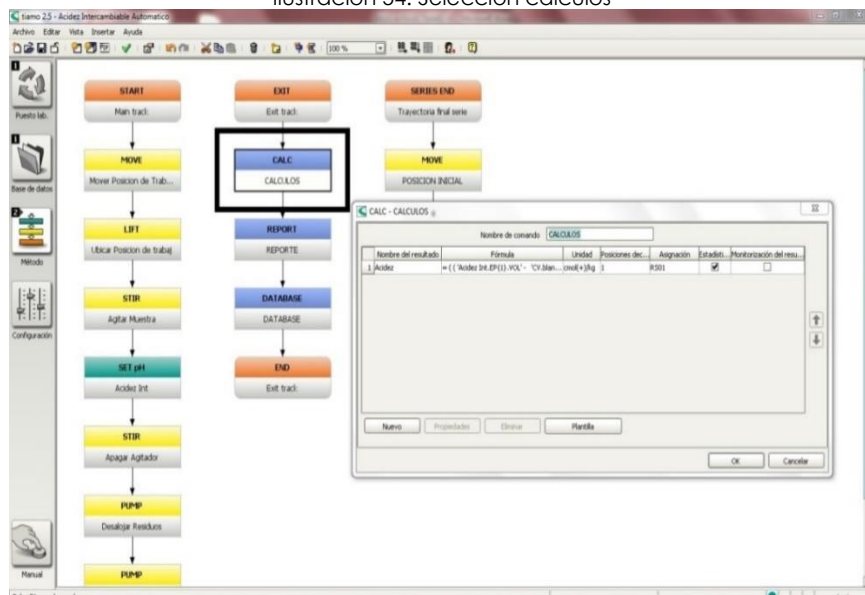 Ilustración 34. Selección cálculos
tiamo 2.5 - Acidez Intercambiable Automatico
Archivo Editar Vista Insertar Ayuda
100 %
Puesto lab.
Base de datos
Método
Configuración
Manual
START
Main track
MOVE
Mover Posicion de Trab...
LIFT
Ubicar Posicion de trabaj
STIR
Agitar Muestra
SET pH
Acidez Int
STIR
Apagar Agitador
PUMP
Desalojar Residuos
PUMP
EXIT
Exit track
CALC
CALCULOS
REPORT
REPORTE
DATABASE
DATABASE
END
Exit track
SERIES END
Trayectoria final serie
MOVE
POSICION INICIAL
CALC - CALCULOS
Nombre de comando CALCULOS
Nombre del resultado Fórmula Unidad Posiciones dec... Asignación Estadísti... Monitorización del resu...
1 Acidez = ( ( 'Acidez Int.EP{1}.VOL' - 'CV.blan... cmol(+)/kg 1 RS01
Nuevo Propiedades Eliminar Plantilla
OK Cancelar